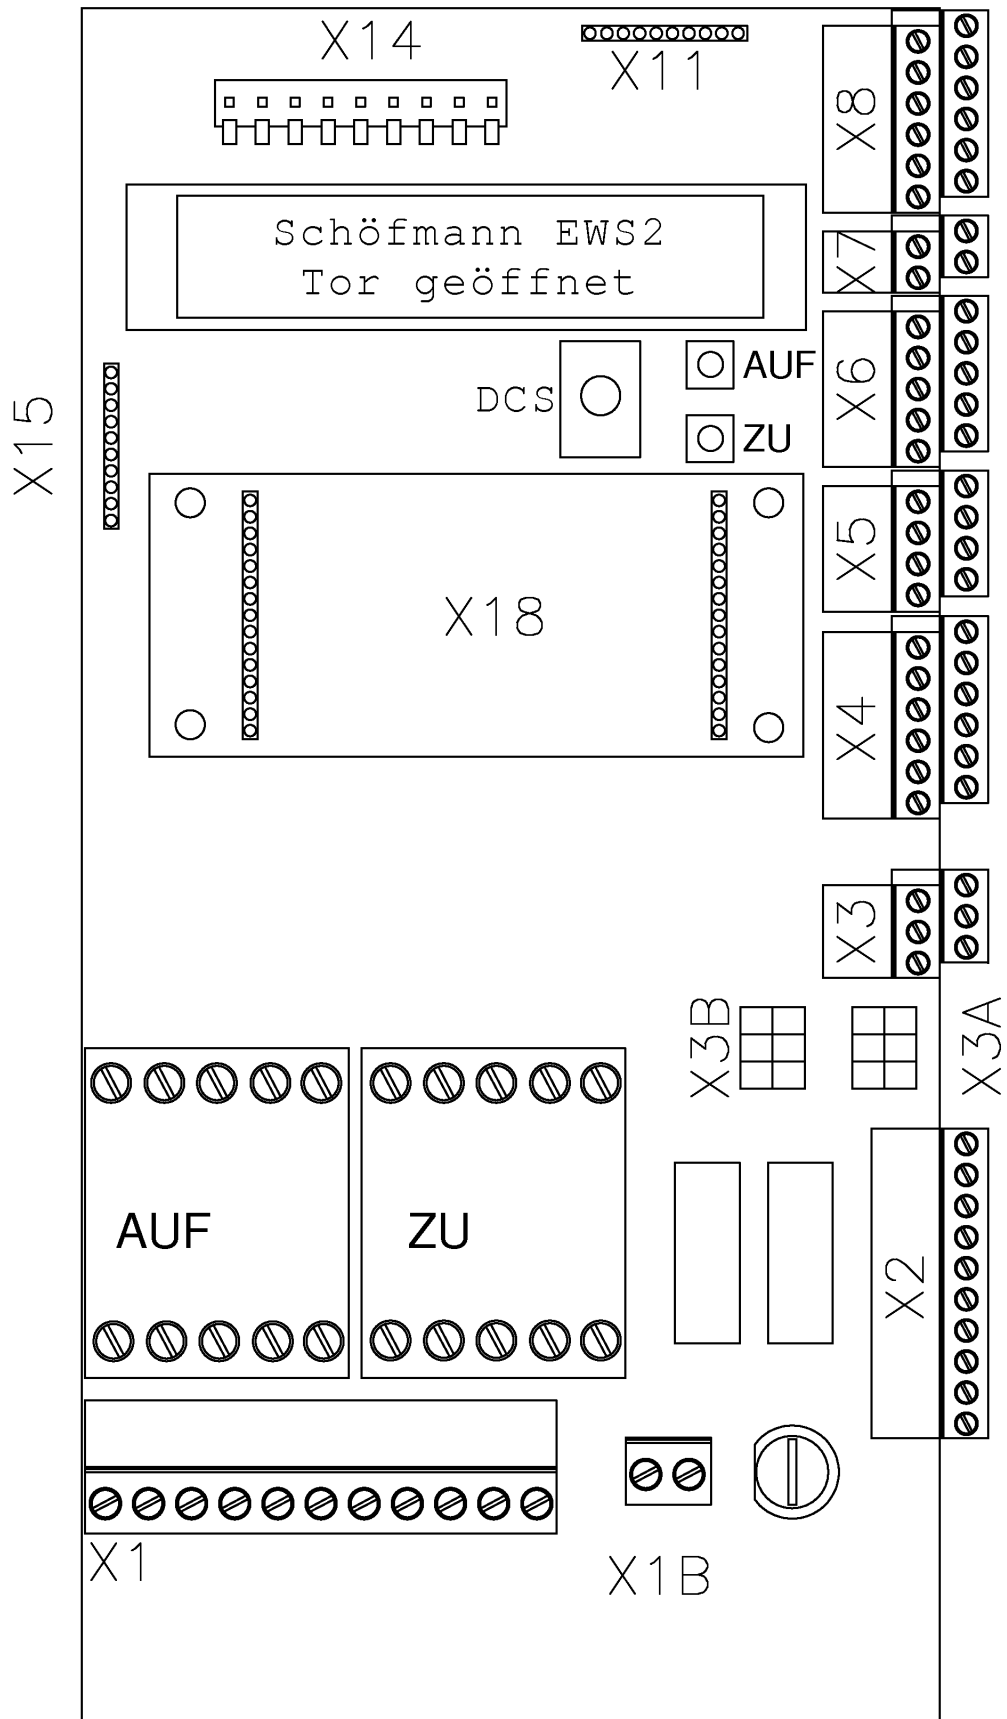 X14
X11
X8
Schöfmann EWS2
Tor geöffnet
X7
AUF
X6
DCS
ZU
X15
X5
X18
X4
X3
X3B
X3A
AUF
ZU
X2
X1
X1B